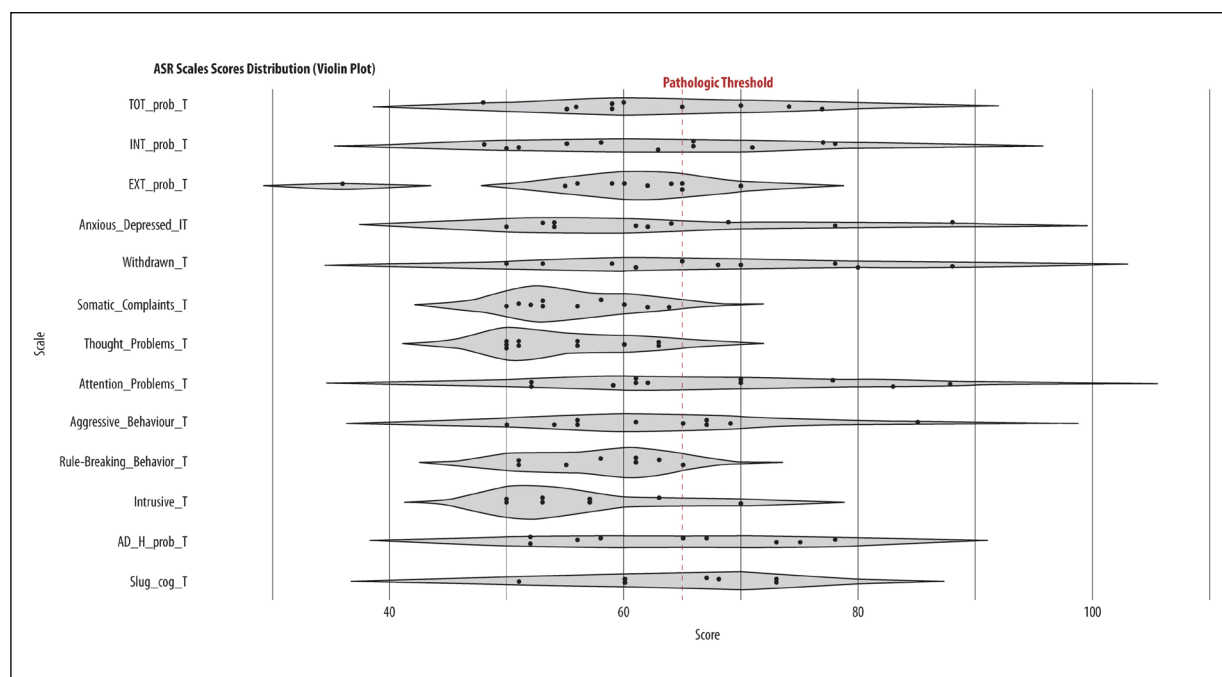 ASR Scales Scores Distribution (Violin Plot)
Pathologic Threshold
TOT_prob_T
INT_prob_T
EXT_prob_T
Anxious_Depressed_IT
Withdrawn_T
Somatic_Complaints_T
Thought_Problems_T
Attention_Problems_T
Aggressive_Behaviour_T
Rule-Breaking_Behavior_T
Intrusive_T
AD_H_prob_T
Slug_cog_T
Scale
40 60 80 100
Score